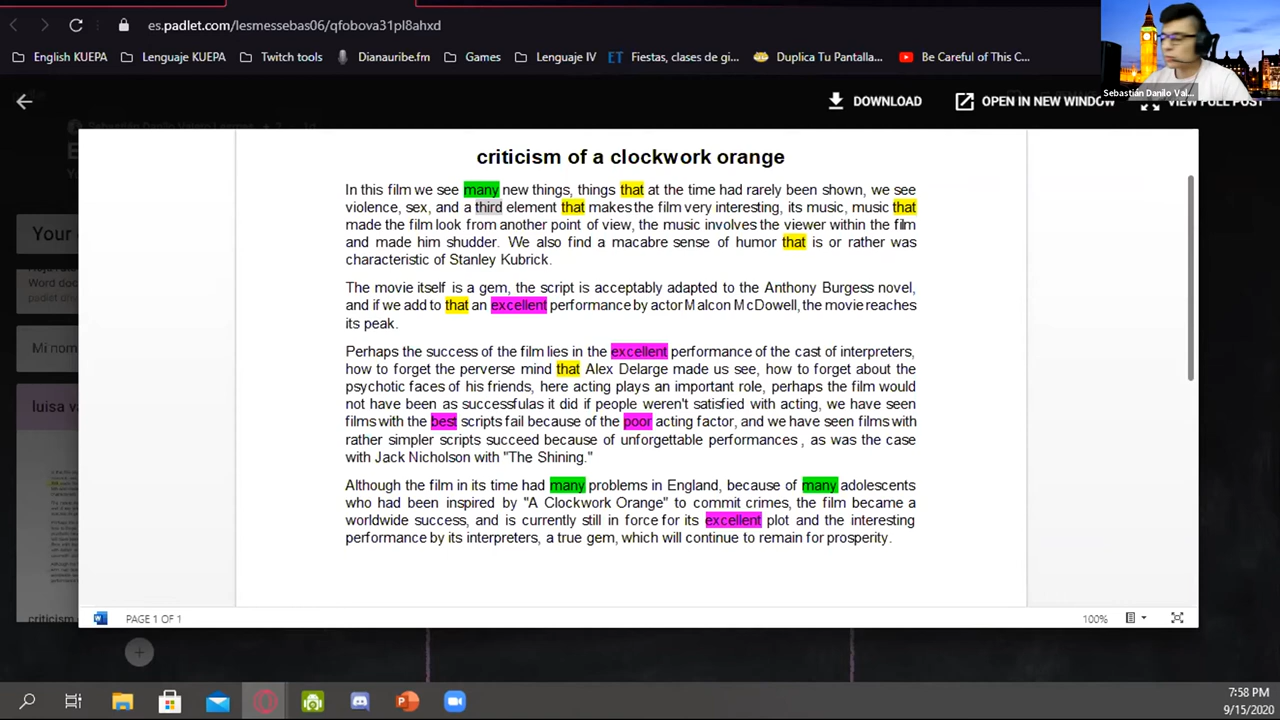 es.padlet.com/lesmessebas06/qfobova31pl8ahxd
English KUEPA Lenguaje KUEPA Twitch tools Dianauribe.fm Games Lenguaje IV ET Fiestas, clases de gi... Duplica Tu Pantalla... Be Careful of This C...
Sebastián Danilo Val...
DOWNLOAD OPEN IN NEW WINDOW VIEW FULL POST
criticism of a clockwork orange
In this film we see many new things, things that at the time had rarely been shown, we see
violence, sex, and a third element that makes the film very interesting, its music, music that
made the film look from another point of view, the music involves the viewer within the film
and made him shudder. We also find a macabre sense of humor that is or rather was
characteristic of Stanley Kubrick.
The movie itself is a gem, the script is acceptably adapted to the Anthony Burgess novel,
and if we add to that an excellent performance by actor Malcon McDowell, the movie reaches
its peak.
Perhaps the success of the film lies in the excellent performance of the cast of interpreters,
how to forget the perverse mind that Alex Delarge made us see, how to forget about the
psychotic faces of his friends, here acting plays an important role, perhaps the film would
not have been as successfulas it did if people weren't satisfied with acting, we have seen
films with the best scripts fail because of the poor acting factor, and we have seen films with
rather simpler scripts succeed because of unforgettable performances , as was the case
with Jack Nicholson with "The Shining."
Although the film in its time had many problems in England, because of many adolescents
who had been inspired by "A Clockwork Orange" to commit crimes, the film became a
worldwide success, and is currently still in force for its excellent plot and the interesting
performance by its interpreters, a true gem, which will continue to remain for prosperity.
Your
Word doc
Mi nom
luisa va
criticism
PAGE 1 OF 1 100%
7:58 PM
9/15/2020